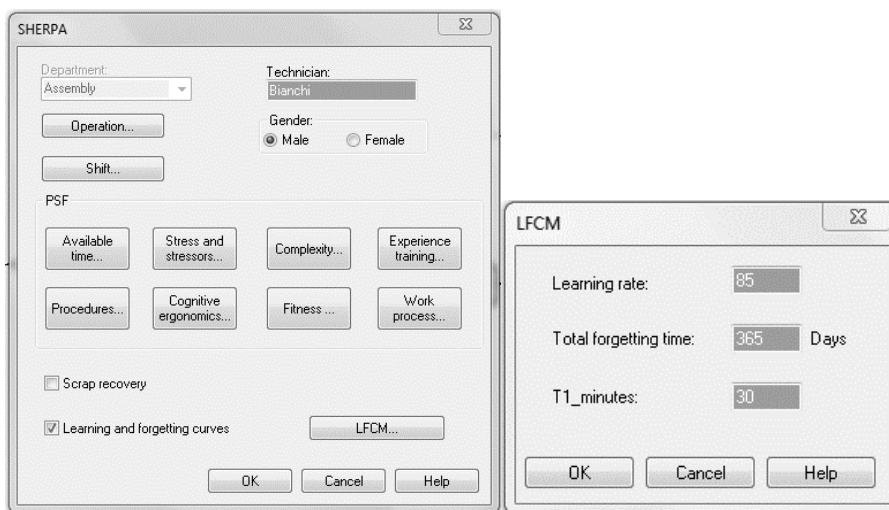 SHERPA
Department:
Technician:
Assembly
Bianchi
Operation...
Gender:
Male
Female
Shift...
PSF
Available
time...
Stress and
stressors...
Complexity...
Experience
training...
Procedures...
Cognitive
ergonomics...
Fitness ...
Work
process...
Scrap recovery
Learning and forgetting curves
LFCM...
OK
Cancel
Help
LFCM
Learning rate: 85
Total forgetting time: 365 Days
T1_minutes: 30
OK
Cancel
Help